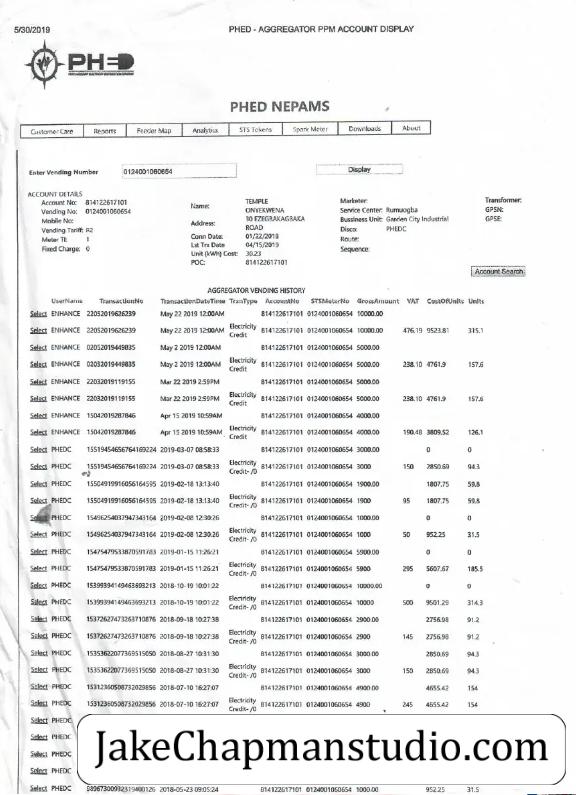 5/30/2019 PHED - AGGREGATOR PPM ACCOUNT DISPLAY
PHED
PHED NEPAMS
Customer Care Reports Feeder Map Analytics STS Tokens Spark Meter Downloads About
Enter Vending Number 0124001060654 Display
ACCOUNT DETAILS
Account No: 814122617101 Name: TEMPLE ONYEKWENA Marketer: Transformer:
Vending No: 0124001060654 Service Center: Rumuogba GPSN:
Mobile No: Address: 10 EZEGBAKAGBAKA ROAD Bussiness Unit: Garden City Industrial GPSE:
Vending Tariff: R2 Conn Date: 01/22/2018 Disco: PHEDC
Meter TI: 1 Lst Trx Date 04/15/2019 Route:
Fixed Charge: 0 Unit (kWh) Cost: 30.23 Sequence:
POC: 814122617101
Account Search
AGGREGATOR VENDING HISTORY
UserName TransactionNo TransactionDateTime TranType AccountNo STSMeterNo GrossAmount VAT CostOfUnits Units
Select ENHANCE 22052019626239 May 22 2019 12:00AM 814122617101 0124001060654 10000.00
Select ENHANCE 22052019626239 May 22 2019 12:00AM Electricity Credit 814122617101 0124001060654 10000.00 476.19 9523.81 315.1
Select ENHANCE 02052019449835 May 2 2019 12:00AM 814122617101 0124001060654 5000.00
Select ENHANCE 02052019449835 May 2 2019 12:00AM Electricity Credit 814122617101 0124001060654 5000.00 238.10 4761.9 157.6
Select ENHANCE 22032019119155 Mar 22 2019 2:59PM 814122617101 0124001060654 5000.00
Select ENHANCE 22032019119155 Mar 22 2019 2:59PM Electricity Credit 814122617101 0124001060654 5000.00 238.10 4761.9 157.6
Select ENHANCE 15042019287846 Apr 15 2019 10:59AM 814122617101 0124001060654 4000.00
Select ENHANCE 15042019287846 Apr 15 2019 10:59AM Electricity Credit 814122617101 0124001060654 4000.00 190.48 3809.52 126.1
Select PHEDC 1551945465676416922​4 2019-03-07 08:58:33 814122617101 0124001060654 3000.00 0 0
Select PHEDC 15519454656764169224 2019-03-07 08:58:33 Electricity Credit- /0 814122617101 0124001060654 3000 150 2850.69 94.3
Select PHEDC 15504919916056164595 2019-02-18 13:13:40 814122617101 0124001060654 1900.00 1807.75 59.8
Select PHEDC 15504919916056164595 2019-02-18 13:13:40 Electricity Credit- /0 814122617101 0124001060654 1900 95 1807.75 59.8
Select PHEDC 15496254037947343164 2019-02-08 12:30:26 814122617101 0124001060654 1000.00 0 0
Select PHEDC 15496254037947343164 2019-02-08 12:30:26 Electricity Credit- /0 814122617101 0124001060654 1000 50 952.25 31.5
Select PHEDC 15475479533870591783 2019-01-15 11:26:21 814122617101 0124001060654 5900.00 0 0
Select PHEDC 15475479533870591783 2019-01-15 11:26:21 Electricity Credit- /0 814122617101 0124001060654 5900 295 5607.67 185.5
Select PHEDC 15399394149463693213 2018-10-19 10:01:22 814122617101 0124001060654 10000.00 0 0
Select PHEDC 15399394149463693213 2018-10-19 10:01:22 Electricity Credit- /0 814122617101 0124001060654 10000 500 9501.29 314.3
Select PHEDC 15372627473263710876 2018-09-18 10:27:38 814122617101 0124001060654 2900.00 2756.98 91.2
Select PHEDC 15372627473263710876 2018-09-18 10:27:38 Electricity Credit- /0 814122617101 0124001060654 2900 145 2756.98 91.2
Select PHEDC 15353622077369515050 2018-08-27 10:31:30 814122617101 0124001060654 3000.00 2850.69 94.3
Select PHEDC 15353622077369515050 2018-08-27 10:31:30 Electricity Credit- /0 814122617101 0124001060654 3000 150 2850.69 94.3
Select PHEDC 15312360508732029856 2018-07-10 16:27:07 814122617101 0124001060654 4900.00 4655.42 154
Select PHEDC 15312360508732029856 2018-07-10 16:27:07 Electricity Credit- /0 814122617101 0124001060654 4900 245 4655.42 154
Select PHEDC
Select PHEDC
Select PHEDC
Select PHEDC
JakeChapmanstudio.com
Select PHEDC 2018-05-23 09:05:24 814122617101 0124001060654 1000.00 952.25 31.5